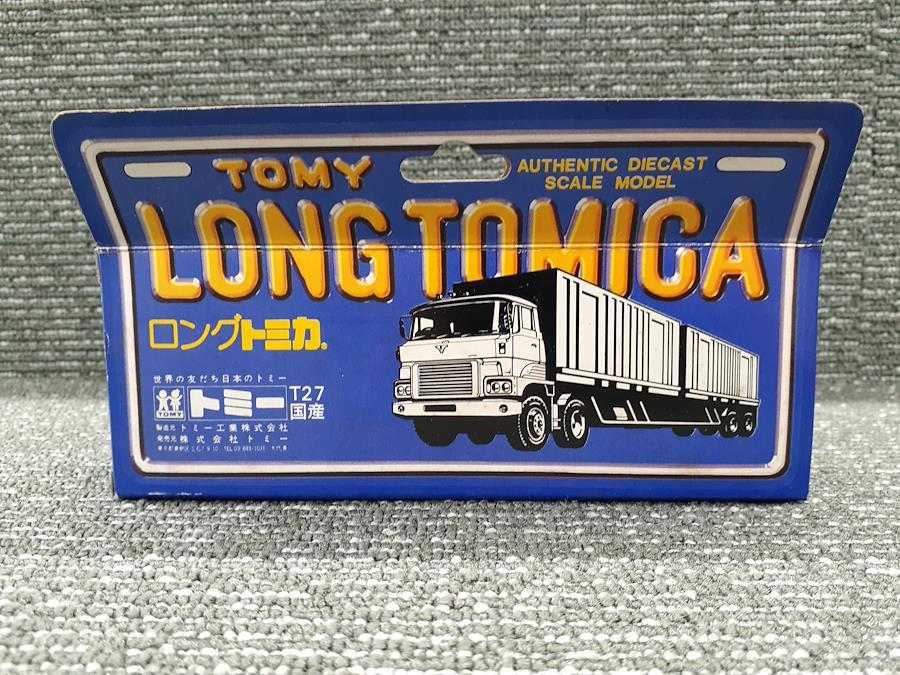 TOMY
AUTHENTIC DIECAST
SCALE MODEL
LONG TOMICA
ロングトミカ®
世界の友だち日本のトミー
TOMY
トミー
T27
国産
製造元 トミー工業株式会社
発売元 株式会社トミー